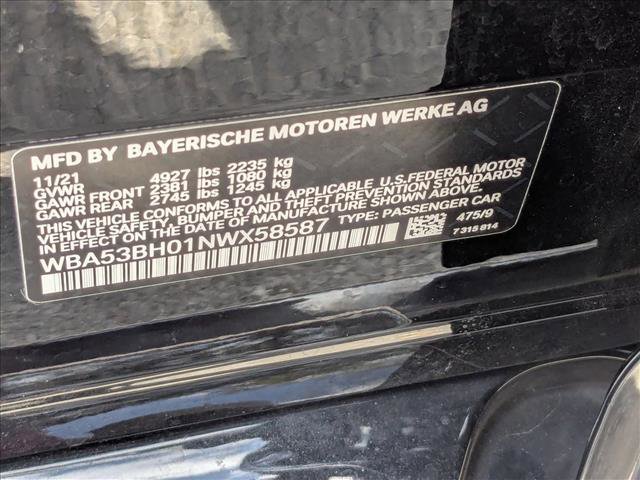 MFD BY BAYERISCHE MOTOREN WERKE AG
11/21
GVWR 4927 lbs 2235 kg
GAWR FRONT 2381 lbs 1080 kg
GAWR REAR 2745 lbs 1245 kg
THIS VEHICLE CONFORMS TO ALL APPLICABLE U.S.FEDERAL MOTOR
VEHICLE SAFETY, BUMPER AND THEFT PREVENTION STANDARDS
IN EFFECT ON THE DATE OF MANUFACTURE SHOWN ABOVE.
WBA53BH01NWX58587 TYPE: PASSENGER CAR
475/9
7 315 814